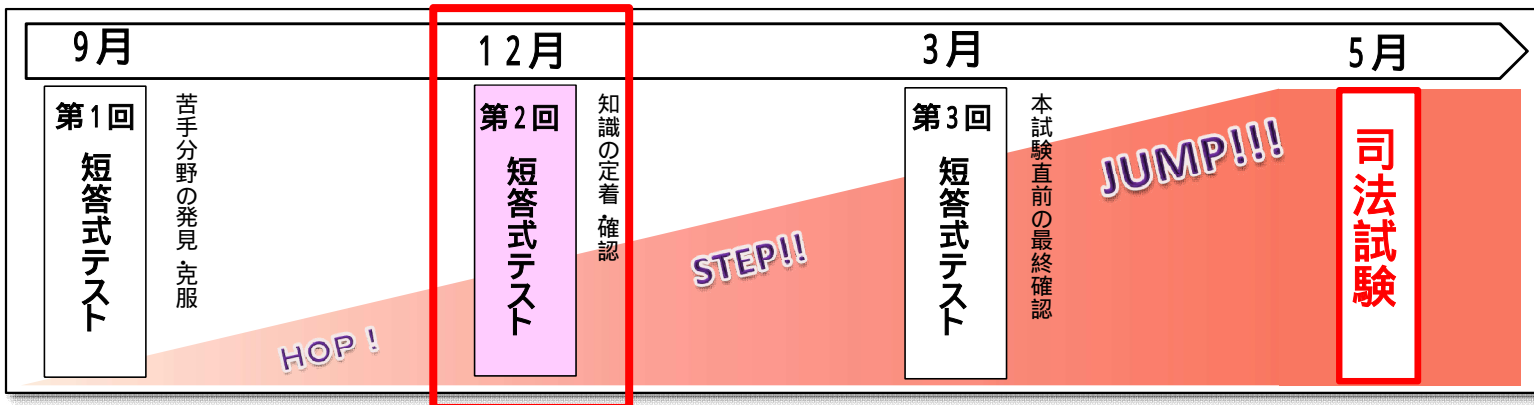 9月
12月
3月
5月
第1回
短答式テスト
苦手分野の発見・克服
HOP!
第2回
短答式テスト
知識の定着・確認
STEP!!
第3回
短答式テスト
本試験直前の最終確認
JUMP!!!
司法試験